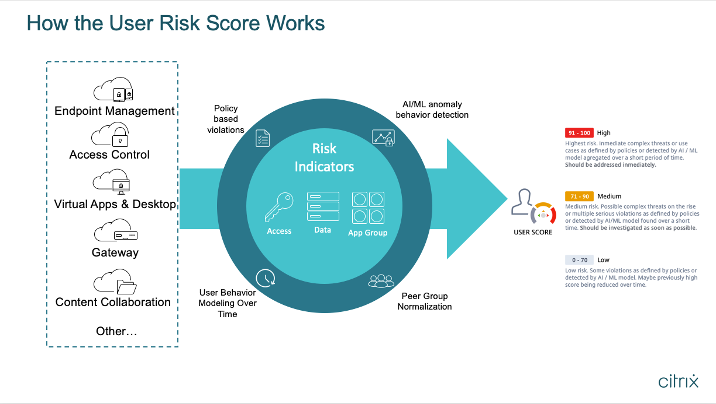 How the User Risk Score Works
Endpoint Management
Access Control
Virtual Apps & Desktop
Gateway
Content Collaboration
Other…
Policy
based
violations
AI/ML anomaly
behavior detection
Risk
Indicators
Access
Data
App Group
User Behavior
Modeling Over
Time
Peer Group
Normalization
USER SCORE
91 - 100 High
Highest risk. Immediate complex threats or use
cases as defined by policies or detected by AI / ML
model agregated over a short period of time.
Should be addressed immediately.
71 - 90 Medium
Medium risk. Possible complex threats on the rise
or multiple serious violations as defined by policies
or detected by AI/ML model found over a short
time. Should be investigated as soon as possible.
0 - 70 Low
Low risk. Some violations as defined by policies or
detected by AI / ML model. Maybe previously high
score being reduced over time.
citrix